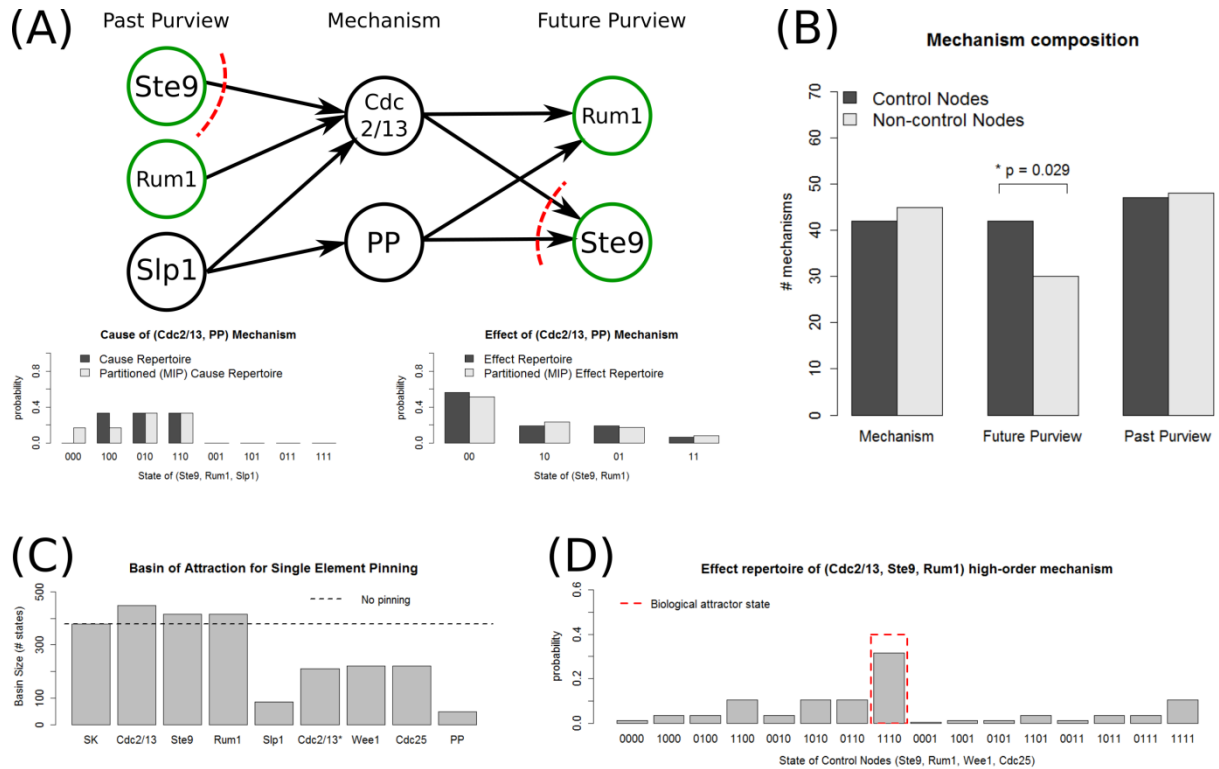 (A)
Past Purview
Mechanism
Future Purview
Ste9
Rum1
Slp1
Cdc
2/13
PP
Rum1
Ste9
Cause of (Cdc2/13, PP) Mechanism
Cause Repertoire
Partitioned (MIP) Cause Repertoire
probability
0.0 0.4 0.8
000 100 010 110 001 101 011 111
State of (Ste9, Rum1, Slp1)
Effect of (Cdc2/13, PP) Mechanism
Effect Repertoire
Partitioned (MIP) Effect Repertoire
probability
0.0 0.4 0.8
00 10 01 11
State of (Ste9, Rum1)
(B)
Mechanism composition
Control Nodes
Non-control Nodes
* p = 0.029
# mechanisms
0 10 20 30 40 50 60 70
Mechanism Future Purview Past Purview
(C)
Basin of Attraction for Single Element Pinning
No pinning
Basin Size (# states)
0 100 300 500
SK Cdc2/13 Ste9 Rum1 Slp1 Cdc2/13* Wee1 Cdc25 PP
(D)
Effect repertoire of (Cdc2/13, Ste9, Rum1) high-order mechanism
Biological attractor state
probability
0.0 0.2 0.4 0.6
0000 1000 0100 1100 0010 1010 0110 1110 0001 1001 0101 1101 0011 1011 0111 1111
State of Control Nodes (Ste9, Rum1, Wee1, Cdc25)